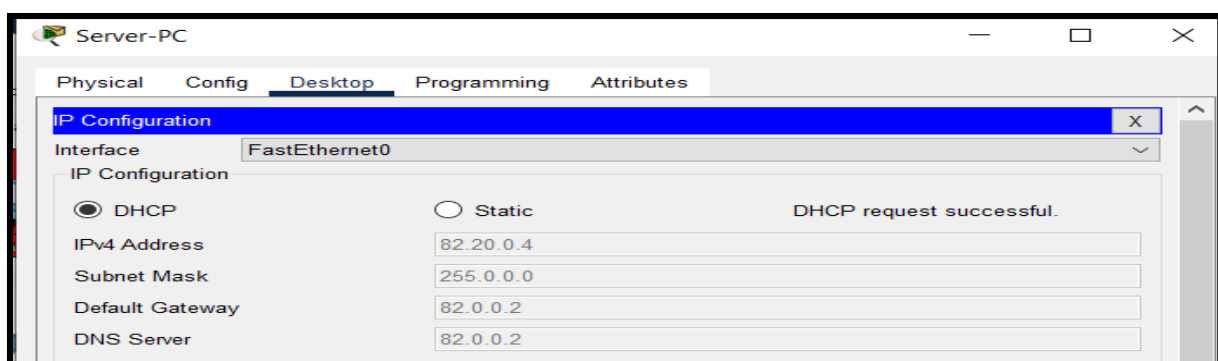 Server-PC
Physical Config Desktop Programming Attributes
IP Configuration X
Interface FastEthernet0
IP Configuration
DHCP Static DHCP request successful.
IPv4 Address 82.20.0.4
Subnet Mask 255.0.0.0
Default Gateway 82.0.0.2
DNS Server 82.0.0.2